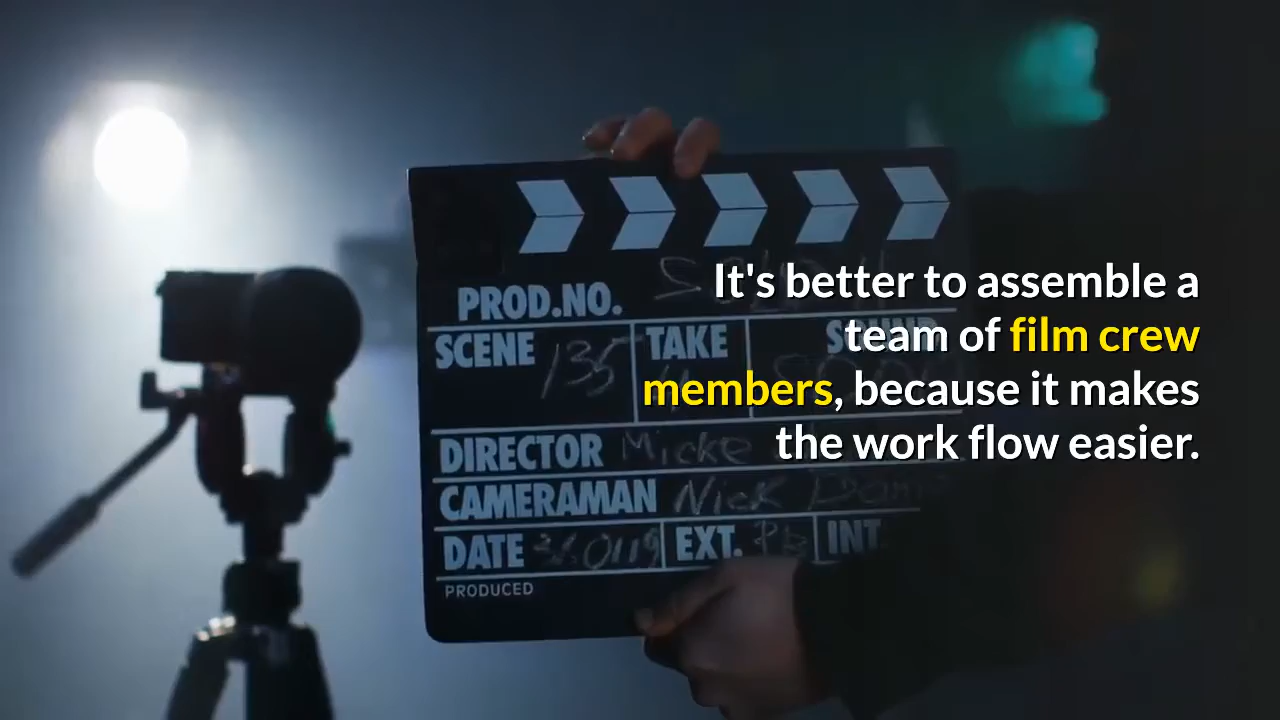 It's better to assemble a
team of film crew
members, because it makes
the work flow easier.
PROD.NO.
SCENE 135 TAKE
DIRECTOR Micke
CAMERAMAN Nick
DATE EXT. INT.
PRODUCED